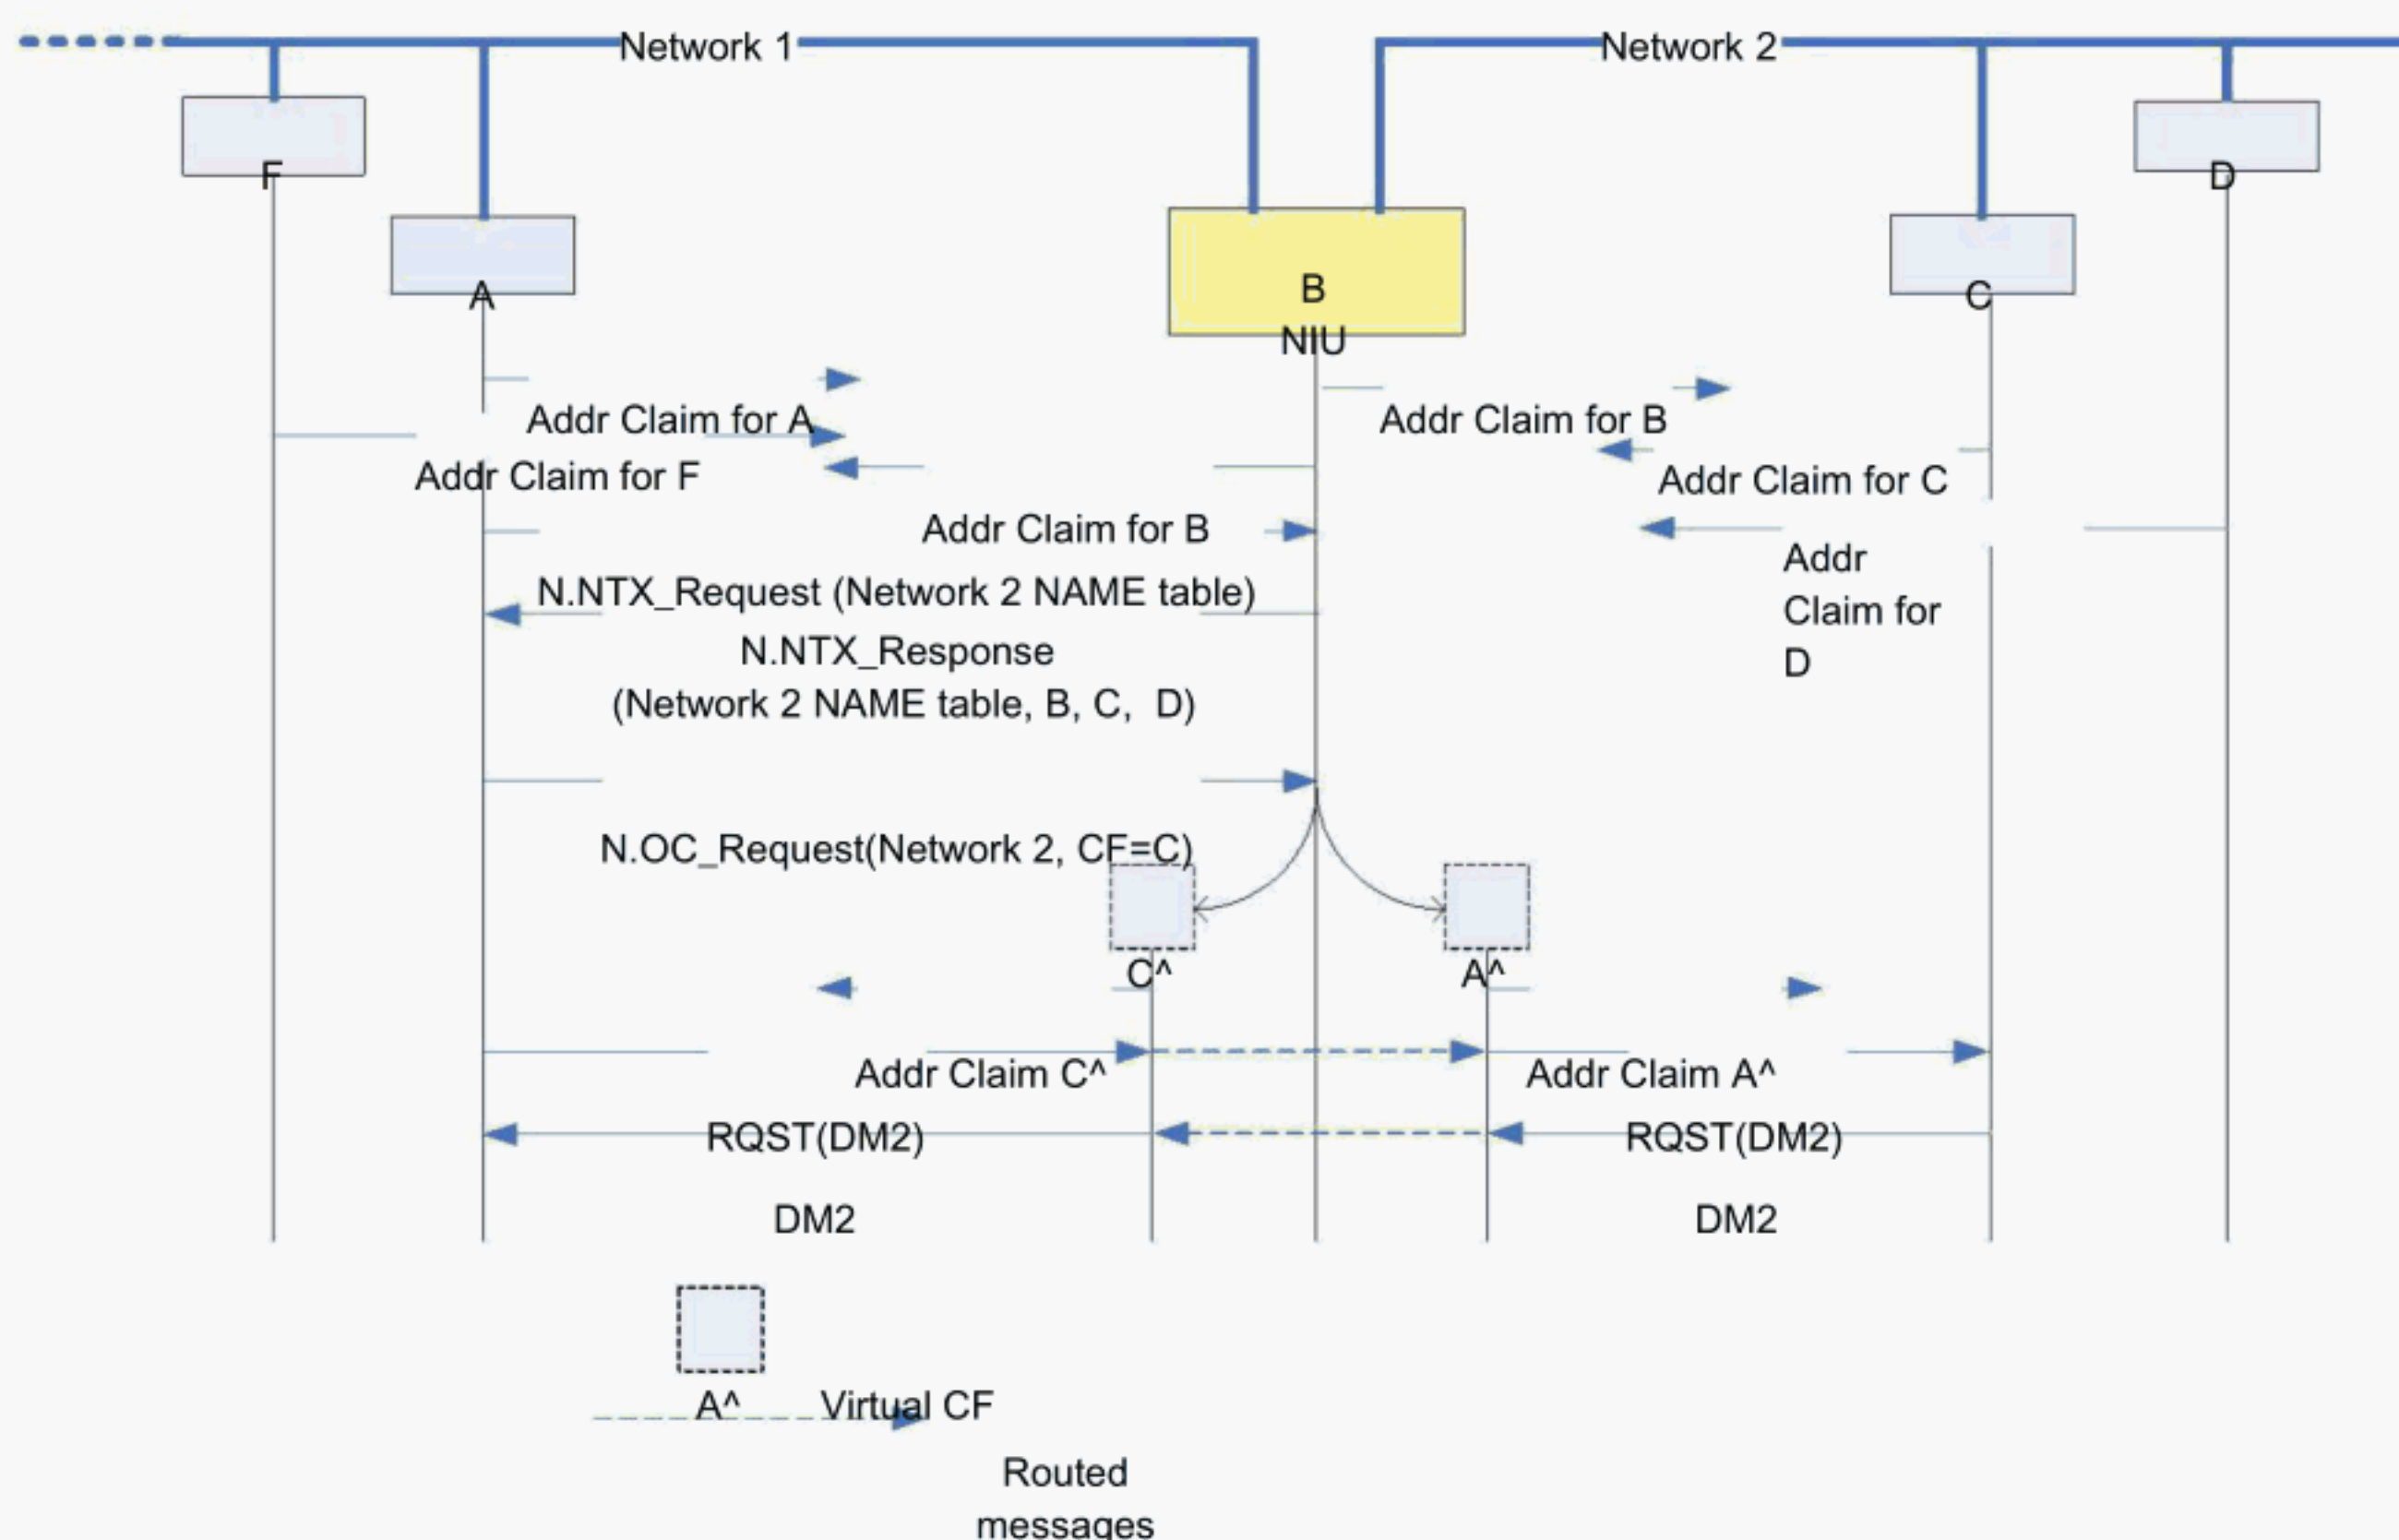 Network 1
Network 2
F
D
A
C
B
NIU
Addr Claim for A
Addr Claim for B
Addr Claim for F
Addr Claim for C
Addr Claim for B
Addr
Claim for
D
N.NTX_Request (Network 2 NAME table)
N.NTX_Response
(Network 2 NAME table, B, C, D)
N.OC_Request(Network 2, CF=C)
C^
A^
Addr Claim C^
Addr Claim A^
RQST(DM2)
RQST(DM2)
DM2
DM2
A^
Virtual CF
Routed
messages